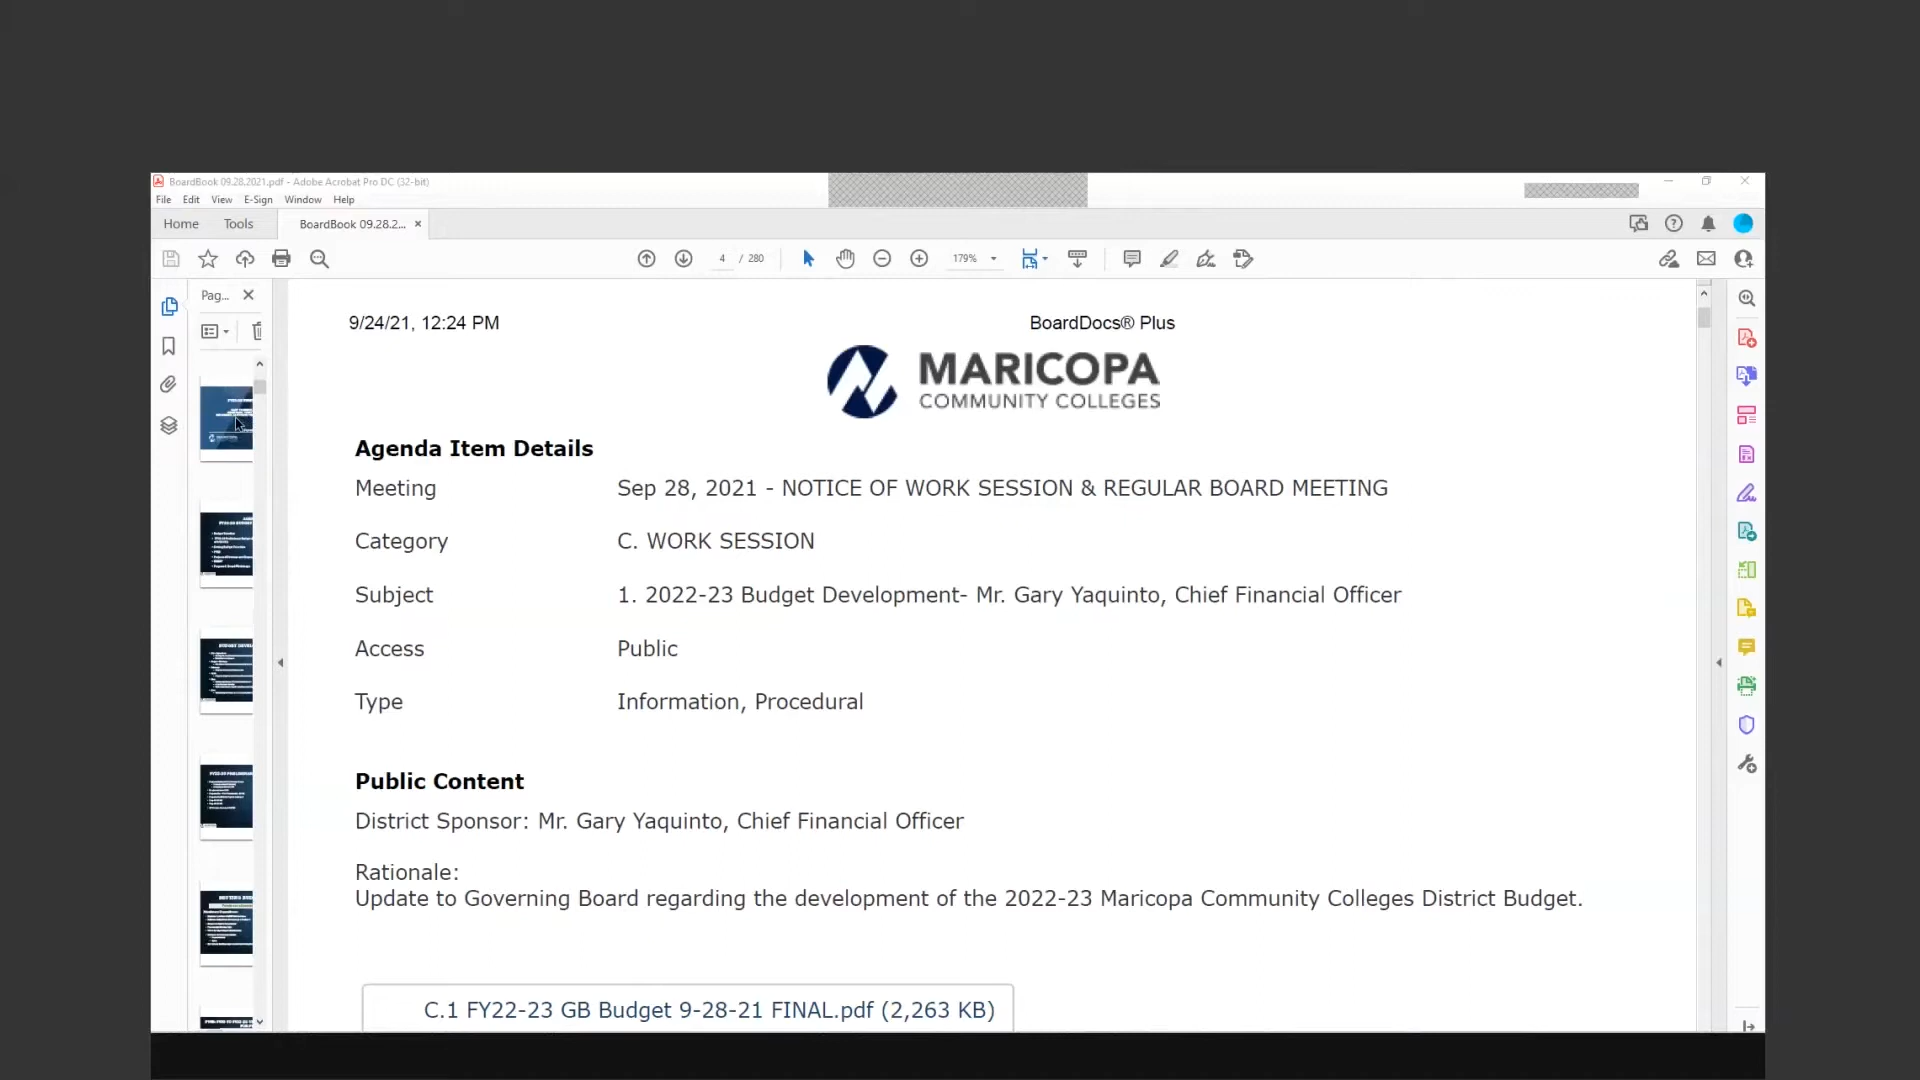 BoardBook 09.28.2021.pdf - Adobe Acrobat Pro DC (32-bit)
File Edit View E-Sign Window Help
Home Tools BoardBook 09.28.2...
4 / 280 179%
Pag...
9/24/21, 12:24 PM BoardDocs® Plus
MARICOPA
COMMUNITY COLLEGES
Agenda Item Details
Meeting Sep 28, 2021 - NOTICE OF WORK SESSION & REGULAR BOARD MEETING
Category C. WORK SESSION
Subject 1. 2022-23 Budget Development- Mr. Gary Yaquinto, Chief Financial Officer
Access Public
Type Information, Procedural
Public Content
District Sponsor: Mr. Gary Yaquinto, Chief Financial Officer
Rationale:
Update to Governing Board regarding the development of the 2022-23 Maricopa Community Colleges District Budget.
C.1 FY22-23 GB Budget 9-28-21 FINAL.pdf (2,263 KB)